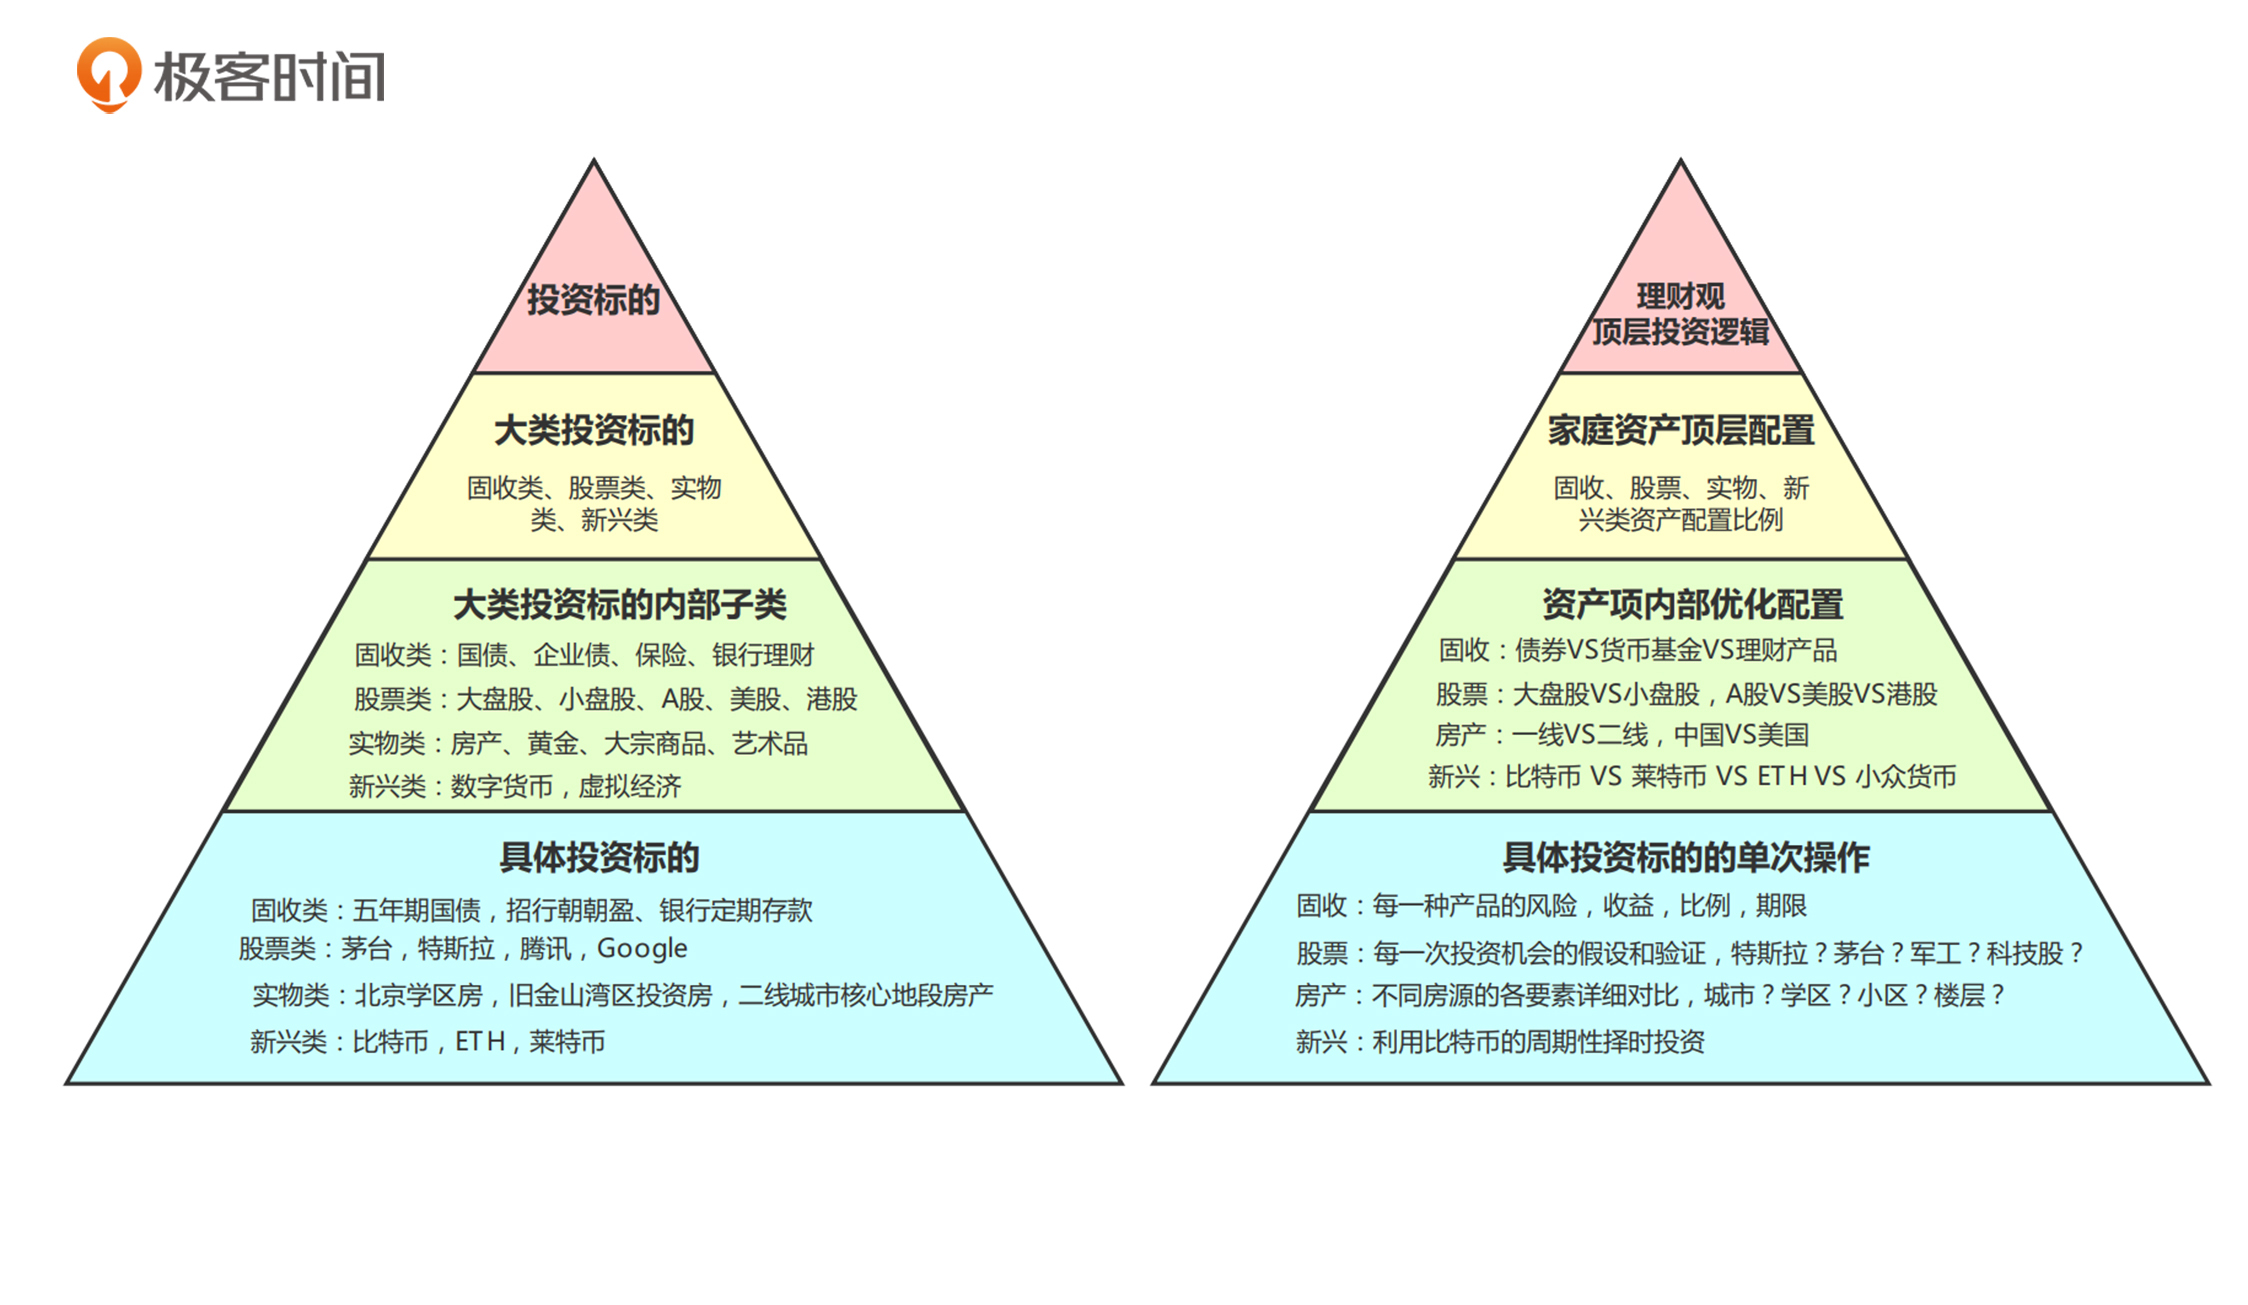 极客时间
投资标的
大类投资标的
固收类、股票类、实物
类、新兴类
大类投资标的内部子类
固收类：国债、企业债、保险、银行理财
股票类：大盘股、小盘股、A股、美股、港股
实物类：房产、黄金、大宗商品、艺术品
新兴类：数字货币，虚拟经济
具体投资标的
固收类：五年期国债，招行朝朝盈、银行定期存款
股票类：茅台，特斯拉，腾讯，Google
实物类：北京学区房，旧金山湾区投资房，二线城市核心地段房产
新兴类：比特币，ETH，莱特币
理财观
顶层投资逻辑
家庭资产顶层配置
固收、股票、实物、新
兴类资产配置比例
资产项内部优化配置
固收：债券VS货币基金VS理财产品
股票：大盘股VS小盘股，A股VS美股VS港股
房产：一线VS二线，中国VS美国
新兴：比特币 VS 莱特币 VS ETH VS 小众货币
具体投资标的的单次操作
固收：每一种产品的风险，收益，比例，期限
股票：每一次投资机会的假设和验证，特斯拉？茅台？军工？科技股？
房产：不同房源的各要素详细对比，城市？学区？小区？楼层？
新兴：利用比特币的周期性择时投资